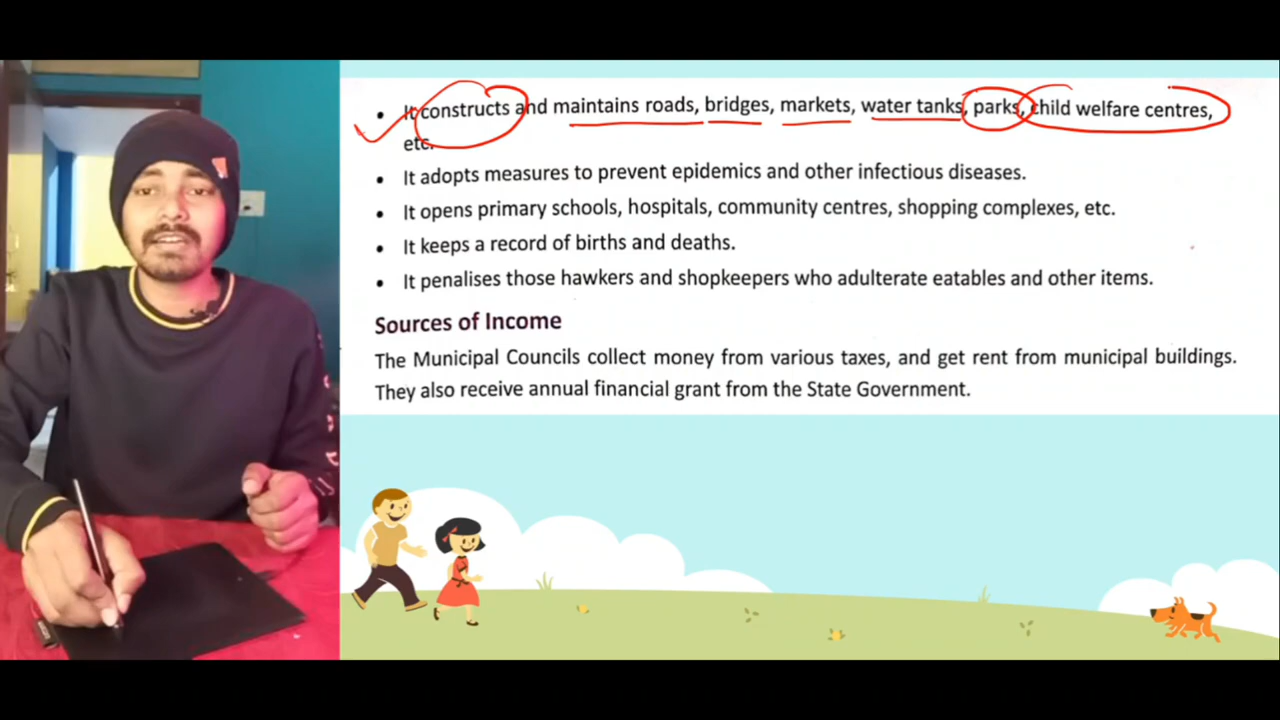 • It constructs and maintains roads, bridges, markets, water tanks, parks, child welfare centres,
etc.
• It adopts measures to prevent epidemics and other infectious diseases.
• It opens primary schools, hospitals, community centres, shopping complexes, etc.
• It keeps a record of births and deaths.
• It penalises those hawkers and shopkeepers who adulterate eatables and other items.
Sources of Income
The Municipal Councils collect money from various taxes, and get rent from municipal buildings.
They also receive annual financial grant from the State Government.